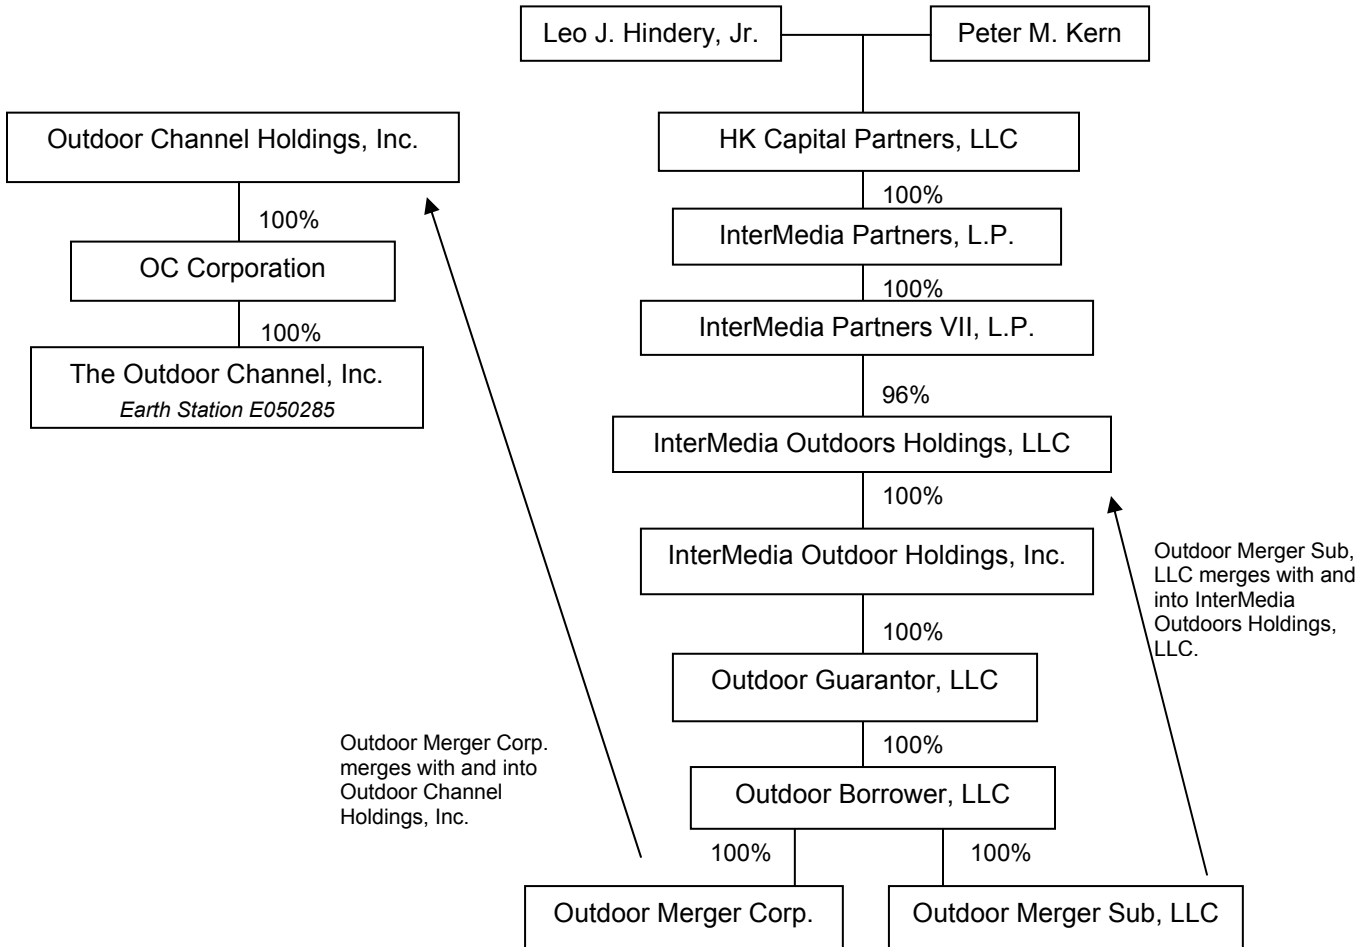 Leo J. Hindery, Jr.
Peter M. Kern
Outdoor Channel Holdings, Inc.
HK Capital Partners, LLC
100%
100%
InterMedia Partners, L.P.
OC Corporation
100%
100%
InterMedia Partners VII, L.P.
The Outdoor Channel, Inc.
Earth Station E050285
96%
InterMedia Outdoors Holdings, LLC
100%
InterMedia Outdoor Holdings, Inc.
Outdoor Merger Sub,
LLC merges with and
into InterMedia
Outdoors Holdings,
LLC.
100%
Outdoor Guarantor, LLC
Outdoor Merger Corp.
merges with and into
Outdoor Channel
Holdings, Inc.
100%
Outdoor Borrower, LLC
100%
100%
Outdoor Merger Corp.
Outdoor Merger Sub, LLC